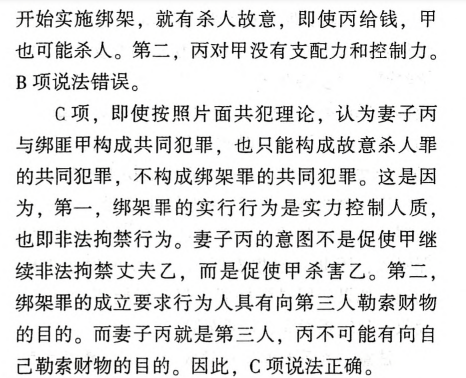 开始实施绑架，就有杀人故意，即使丙给钱，甲
也可能杀人。第二，丙对甲没有支配力和控制力。
B项说法错误。
C项，即使按照片面共犯理论，认为妻子丙
与绑匪甲构成共同犯罪，也只能构成故意杀人罪
的共同犯罪，不构成绑架罪的共同犯罪。这是因
为，第一，绑架罪的实行行为是实力控制人质，
也即非法拘禁行为。妻子丙的意图不是促使甲继
续非法拘禁丈夫乙，而是促使甲杀害乙。第二，
绑架罪的成立要求行为人具有向第三人勒索财物
的目的。而妻子丙就是第三人，丙不可能有向自
己勒索财物的目的。因此，C项说法正确。